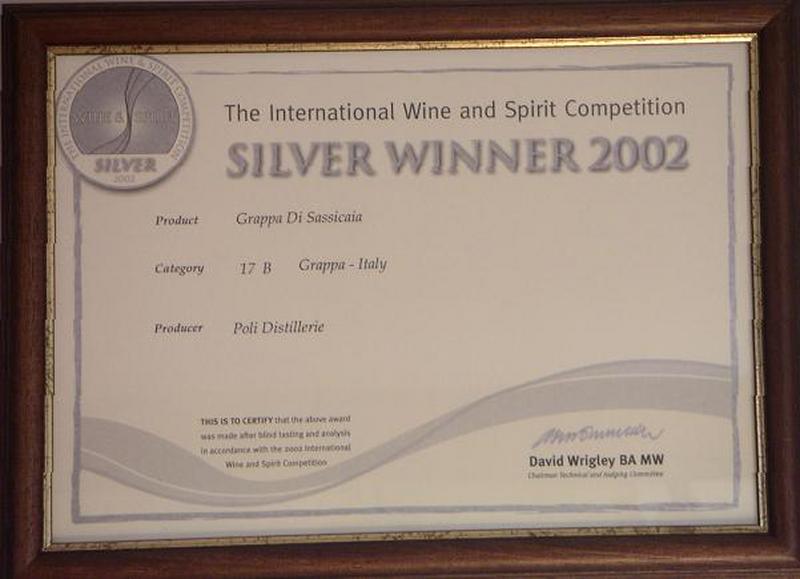 THE INTERNATIONAL WINE & SPIRIT COMPETITION
WINE & SPIRIT
SILVER
2002
The International Wine and Spirit Competition
SILVER WINNER 2002
Product Grappa Di Sassicaia
Category 17 B Grappa - Italy
Producer Poli Distillerie
THIS IS TO CERTIFY that the above award
was made after blind tasting and analysis
in accordance with the 2002 International
Wine and Spirit Competition
David Wrigley BA MW
Chairman Technical and Judging Committee